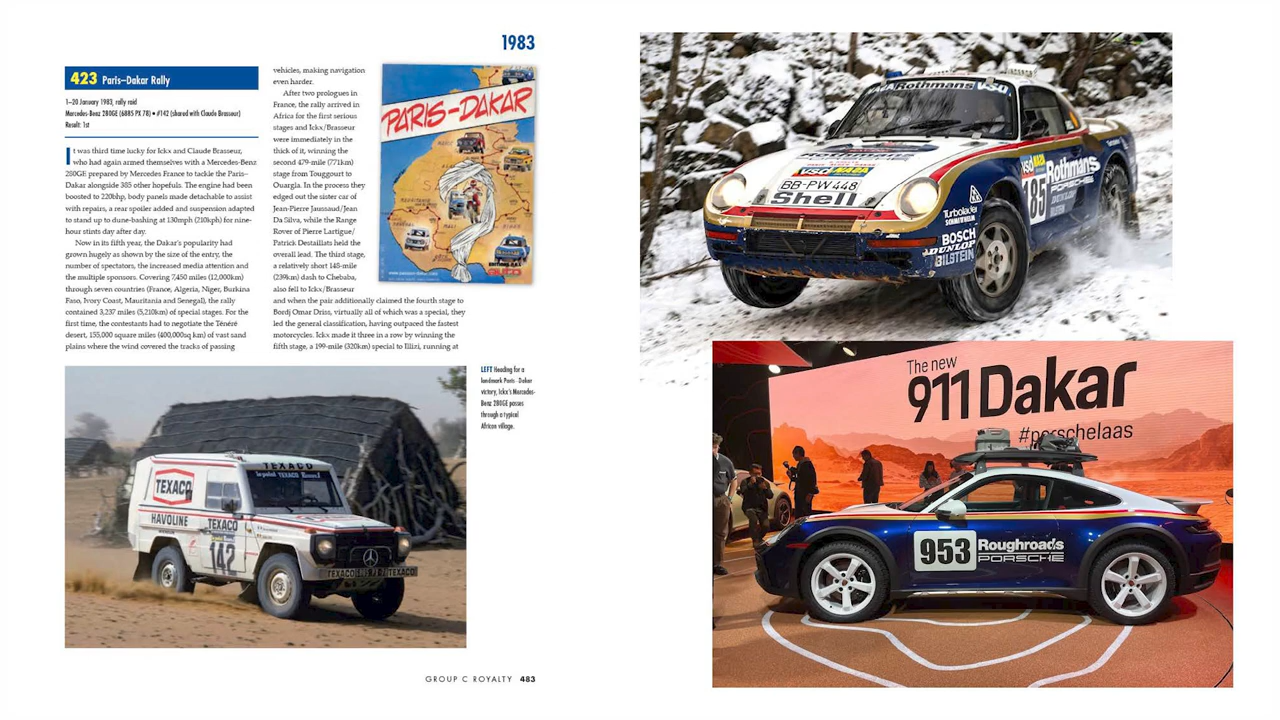 1983
423 Paris–Dakar Rally
1–20 January 1983, rally raid
Mercedes-Benz 280GE (6885 PX 78) • #142 (shared with Claude Brasseur)
Result: 1st
It was third time lucky for Ickx and Claude Brasseur,
who had again armed themselves with a Mercedes-Benz
280GE prepared by Mercedes France to tackle the Paris–
Dakar alongside 385 other hopefuls. The engine had been
boosted to 220bhp, body panels made detachable to assist
with repairs, a rear spoiler added and suspension adapted
to stand up to dune-bashing at 130mph (210kph) for nine-
hour stints day after day.
Now in its fifth year, the Dakar's popularity had
grown hugely as shown by the size of the entry, the
number of spectators, the increased media attention and
the multiple sponsors. Covering 7,450 miles (12,000km)
through seven countries (France, Algeria, Niger, Burkina
Faso, Ivory Coast, Mauritania and Senegal), the rally
contained 3,237 miles (5,210km) of special stages. For the
first time, the contestants had to negotiate the Ténéré
desert, 155,000 square miles (400,000sq km) of vast sand
plains where the wind covered the tracks of passing
vehicles, making navigation
even harder.
After two prologues in
France, the rally arrived in
Africa for the first serious
stages and Ickx/Brasseur
were immediately in the
thick of it, winning the
second 479-mile (771km)
stage from Touggourt to
Ouargla. In the process they
edged out the sister car of
Jean-Pierre Jaussaud/Jean
Da Silva, while the Range
Rover of Pierre Lartigue/
Patrick Destaillats held the
overall lead. The third stage,
a relatively short 148-mile
(239km) dash to Chebaba,
also fell to Ickx/Brasseur
and when the pair additionally claimed the fourth stage to
Bordj Omar Driss, virtually all of which was a special, they
led the general classification, having outpaced the fastest
motorcycles. Ickx made it three in a row by winning the
fifth stage, a 199-mile (320km) special to Illizi, running at
PARIS-DAKAR
LEFT Heading for a
landmark Paris–Dakar
victory, Ickx's Mercedes-
Benz 280GE passes
through a typical
African village.
TEXACO
TEXACO
HAVOLINE
TEXACO
142
TEXACO
TEXACO
GROUP C ROYALTY 483
Rothmans
VSD
BB-PW 448
Shell
VSD
185
Rothmans
PORSCHE
Turbolader
BOSCH
DUNLOP
BILSTEIN
The new
911 Dakar
#porschelaas
953
Roughroads
PORSCHE